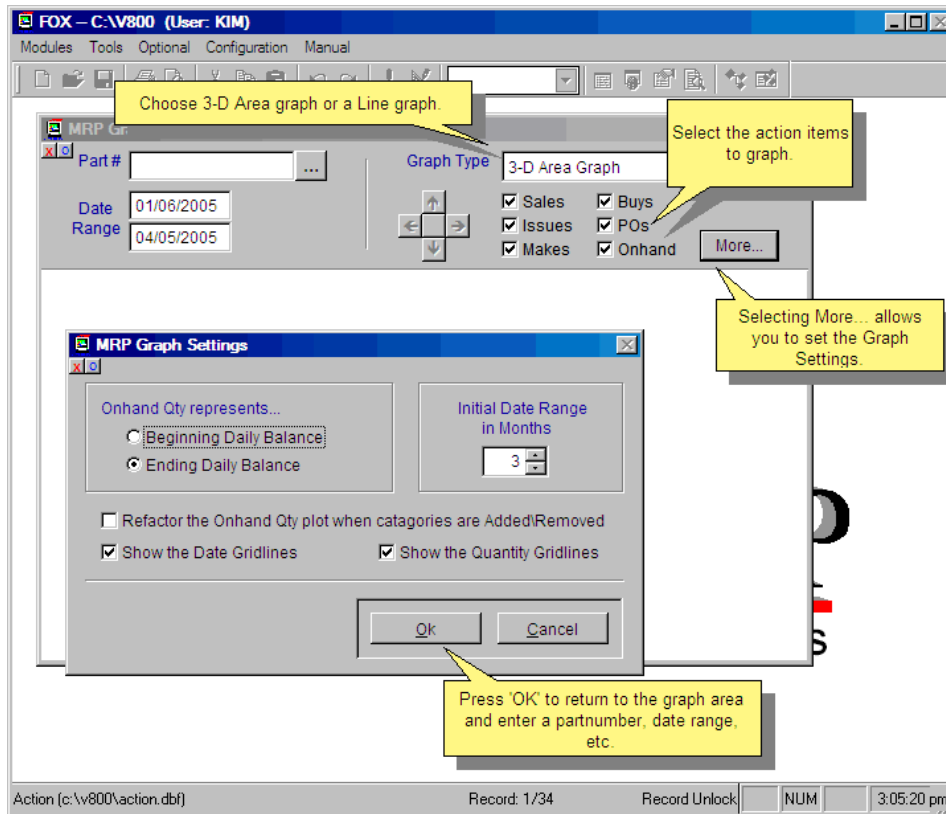 FOX – C:\V800 (User: KIM)
Modules Tools Optional Configuration Manual
Choose 3-D Area graph or a Line graph.
MRP Gr
Select the action items
to graph.
Part #
...
Graph Type
3-D Area Graph
Date
Range
01/06/2005
04/05/2005
Sales
Buys
Issues
POs
Makes
Onhand
More...
Selecting More... allows
you to set the Graph
Settings.
MRP Graph Settings
Onhand Qty represents...
Beginning Daily Balance
Ending Daily Balance
Initial Date Range
in Months
3
Refactor the Onhand Qty plot when catagories are Added\Removed
Show the Date Gridlines
Show the Quantity Gridlines
Ok
Cancel
Press 'OK' to return to the graph area
and enter a partnumber, date range,
etc.
Action (c:\v800\action.dbf)
Record: 1/34
Record Unlock
NUM
3:05:20 pm